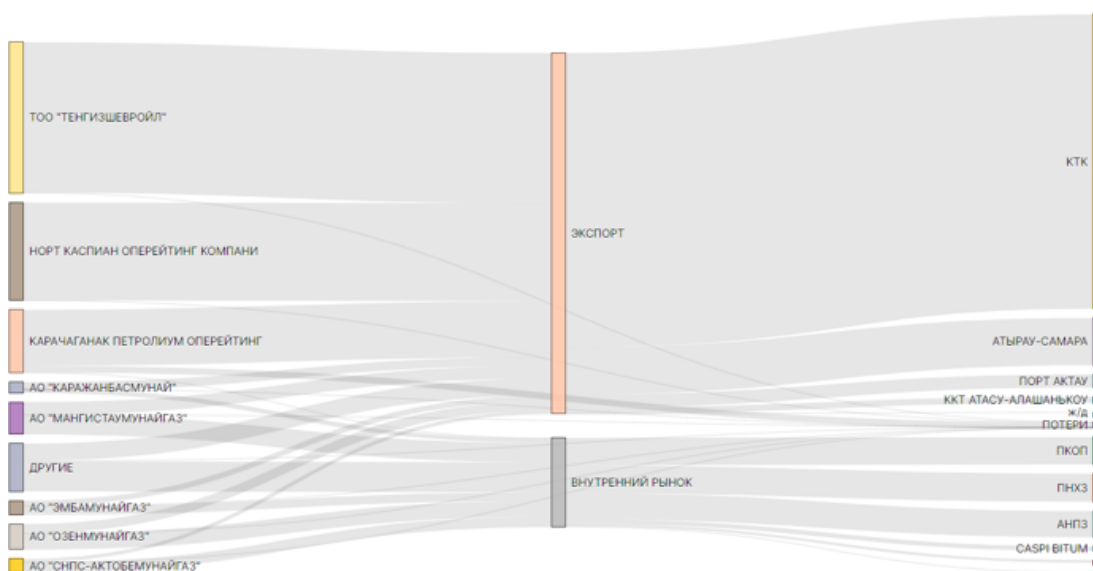 ТОО "ТЕНГИЗШЕВРОЙЛ"
НОРТ КАСПИАН ОПЕРЕЙТИНГ КОМПАНИ
КАРАЧАГАНАК ПЕТРОЛИУМ ОПЕРЕЙТИНГ
АО "КАРАЖАНБАСМУНАЙ"
АО "МАНГИСТАУМУНАЙГАЗ"
ДРУГИЕ
АО "ЭМБАМУНАЙГАЗ"
АО "ОЗЕНМУНАЙГАЗ"
АО "СНПС-АКТОБЕМУНАЙГАЗ"
ЭКСПОРТ
ВНУТРЕННИЙ РЫНОК
КТК
АТЫРАУ-САМАРА
ПОРТ АКТАУ
ККТ АТАСУ-АЛАШАНЬКОУ
ж/д
ПОТЕРИ
ПКОП
ПНХЗ
АНПЗ
CASPI BITUM